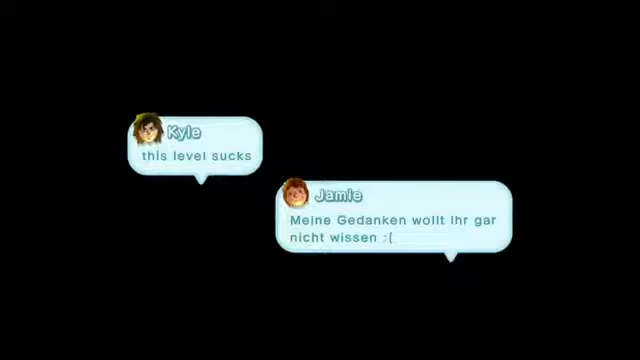 Kyle
this level sucks
Jamie
Meine Gedanken wollt ihr gar
nicht wissen :[